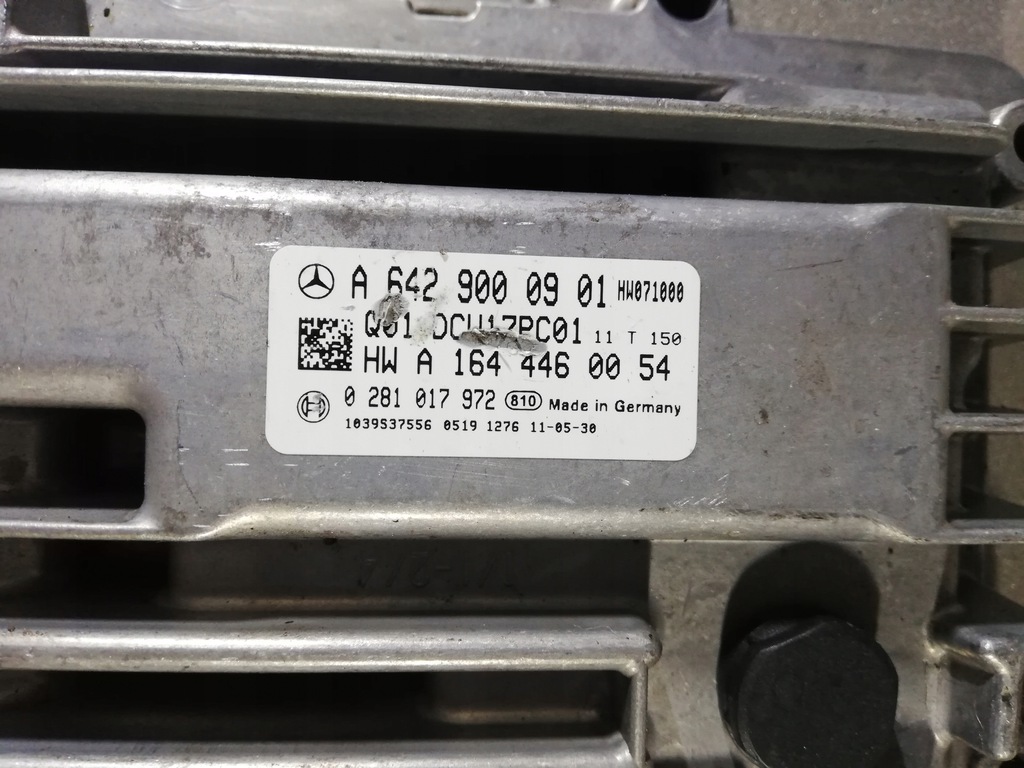 A 642 900 09 01 HW071000
Q01 11 T 150
HW A 164 446 00 54
0 281 017 972 810 Made in Germany
1039S37556 0519 1276 11-05-30